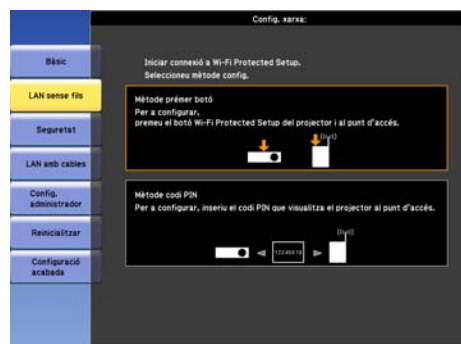 Config. xarxa:
Bàsic
LAN sense fils
Seguretat
LAN amb cables
Config.
administrador
Reinicialitzar
Configuració
acabada
Iniciar connexió a Wi-Fi Protected Setup.
Seleccioneu mètode config.
Mètode prémer botó
Per a configurar,
premeu el botó Wi-Fi Protected Setup del projector i al punt d'accés.
Mètode codi PIN
Per a configurar, inseriu el codi PIN que visualitza el projector al punt d'accés.
12345678